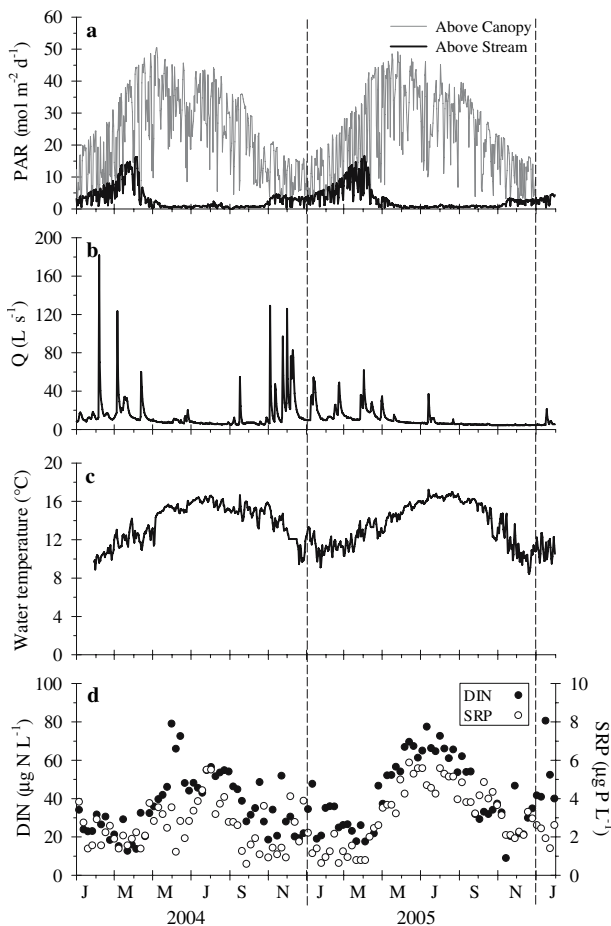 a
Above Canopy
Above Stream
PAR (mol m⁻² d⁻¹)
60
50
40
30
20
10
0
b
Q (L s⁻¹)
200
160
120
80
40
0
c
Water temperature (°C)
20
16
12
8
4
0
d
DIN
SRP
DIN (µg N L⁻¹)
100
80
60
40
20
0
SRP (µg P L⁻¹)
10
8
6
4
2
0
J M M J S N J M M J S N J
2004 2005